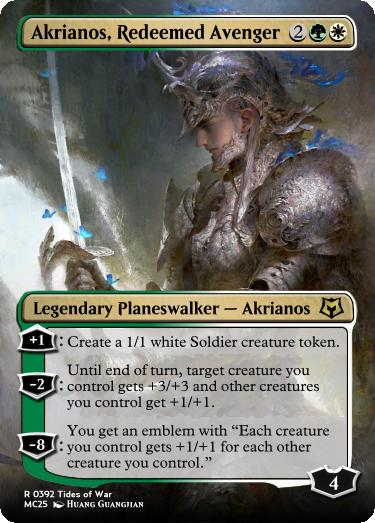 Akrianos, Redeemed Avenger 2
Legendary Planeswalker — Akrianos
+1 : Create a 1/1 white Soldier creature token.
-2 : Until end of turn, target creature you
control gets +3/+3 and other creatures
you control get +1/+1.
-8 : You get an emblem with “Each creature
you control gets +1/+1 for each other
creature you control.”
4
R 0392 Tides of War
MC25 Huang Guangjian